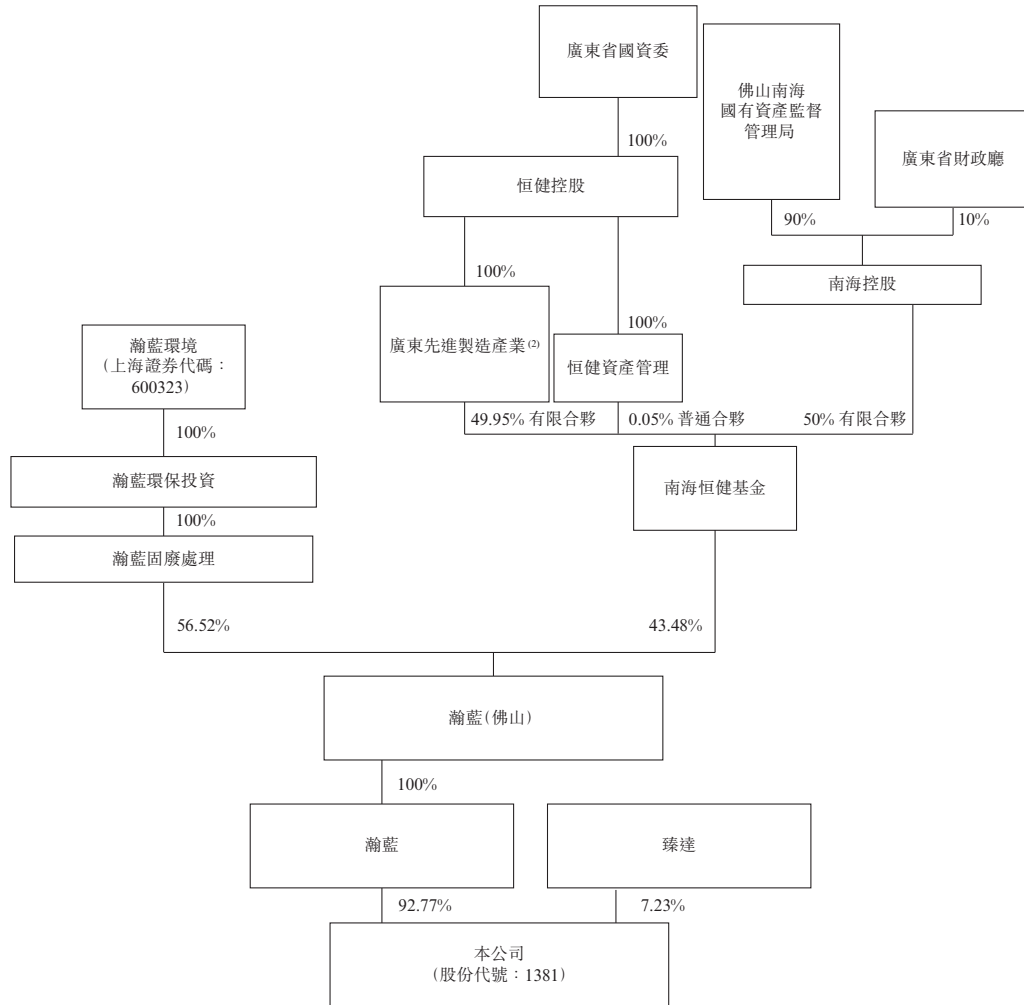 廣東省國資委
佛山南海
國有資產監督
管理局
廣東省財政廳
100%
恒健控股
90%
10%
100%
南海控股
廣東先進製造產業(2)
100%
恒健資產管理
瀚藍環境
(上海證券代碼：
600323)
49.95% 有限合夥
0.05% 普通合夥
50% 有限合夥
100%
瀚藍環保投資
南海恒健基金
100%
瀚藍固廢處理
56.52%
43.48%
瀚藍(佛山)
100%
瀚藍
臻達
92.77%
7.23%
本公司
(股份代號：1381)